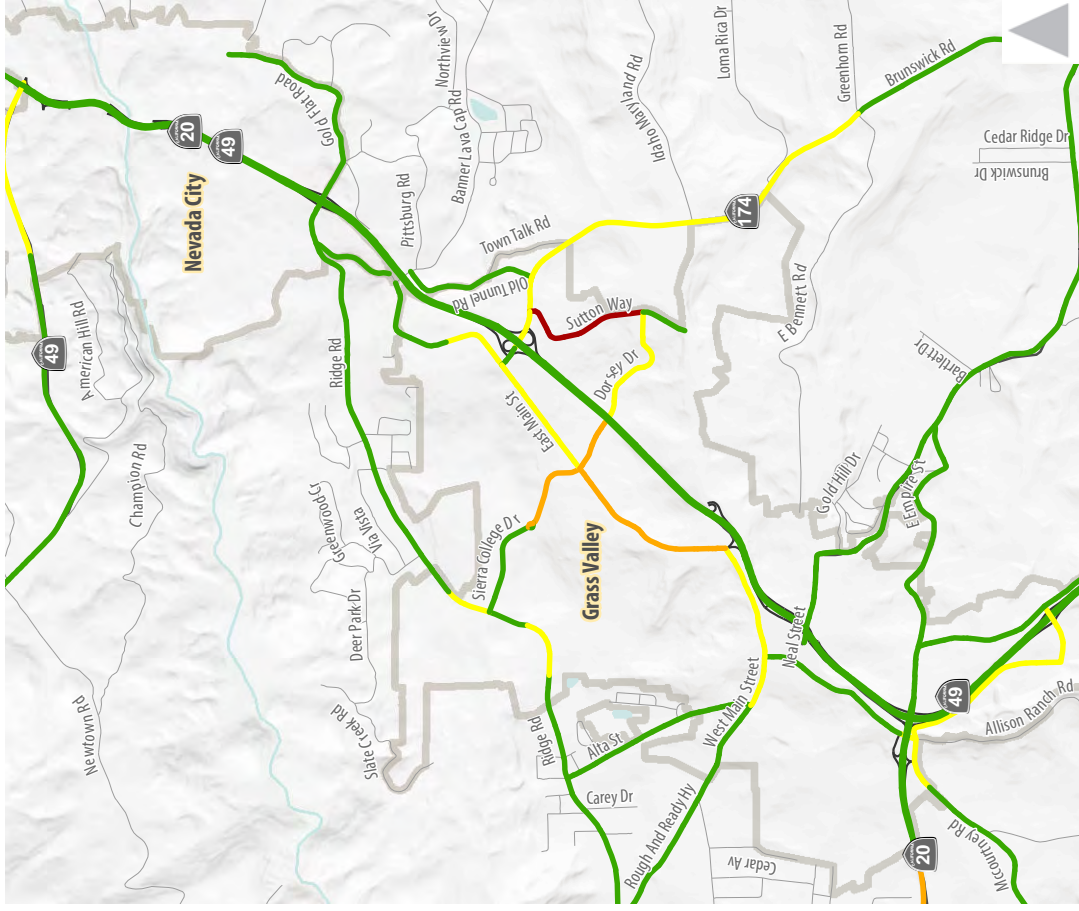 Northview Dr
Loma Rica Dr
Greenhorn Rd
Brunswick Rd
Gold Flat Road
Idaho Maryland Rd
20
49
Banner Lava Cap Rd
Cedar Ridge Dr
Brunswick Dr
Nevada City
Pittsburg Rd
174
Town Talk Rd
Old Tunnel Rd
Sutton Way
E Bennett Rd
49
American Hill Rd
Ridge Rd
Dorsey Dr
Bartlett Dr
East Main St
Champion Rd
Greenwood Cr
Via Vista
Gold Hill Dr
E Empire St
Sierra College Dr
Grass Valley
Deer Park Dr
Neal Street
Newtown Rd
Slate Creek Rd
Ridge Rd
Alta St
West Main Street
49
Allison Ranch Rd
Carey Dr
Rough And Ready Hy
Cedar Av
20
Mccourtney Rd